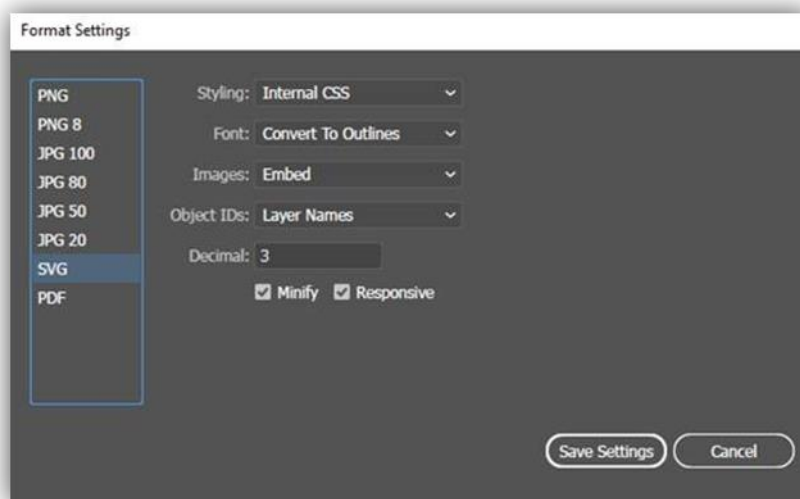 Format Settings
PNG
PNG 8
JPG 100
JPG 80
JPG 50
JPG 20
SVG
PDF
Styling: Internal CSS
Font: Convert To Outlines
Images: Embed
Object IDs: Layer Names
Decimal: 3
Minify Responsive
Save Settings Cancel